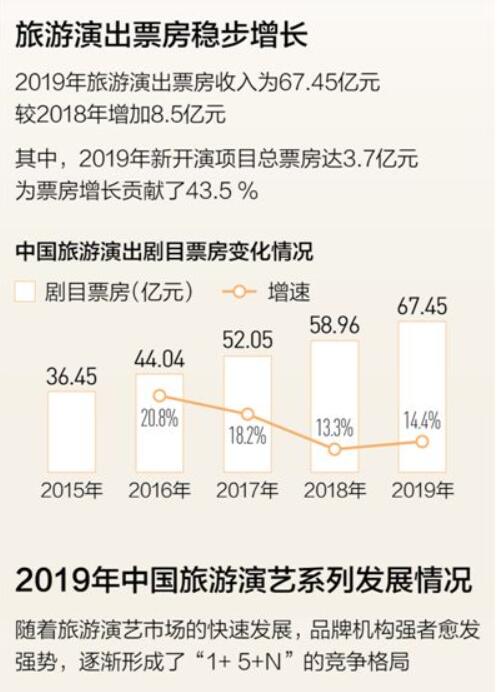 旅游演出票房稳步增长
2019年旅游演出票房收入为67.45亿元
较2018年增加8.5亿元
其中，2019年新开演项目总票房达3.7亿元
为票房增长贡献了43.5 %
中国旅游演出剧目票房变化情况
剧目票房(亿元) 增速
36.45 44.04 52.05 58.96 67.45
20.8% 18.2% 13.3% 14.4%
2015年 2016年 2017年 2018年 2019年
2019年中国旅游演艺系列发展情况
随着旅游演艺市场的快速发展，品牌机构强者愈发
强势，逐渐形成了“1+ 5+N”的竞争格局